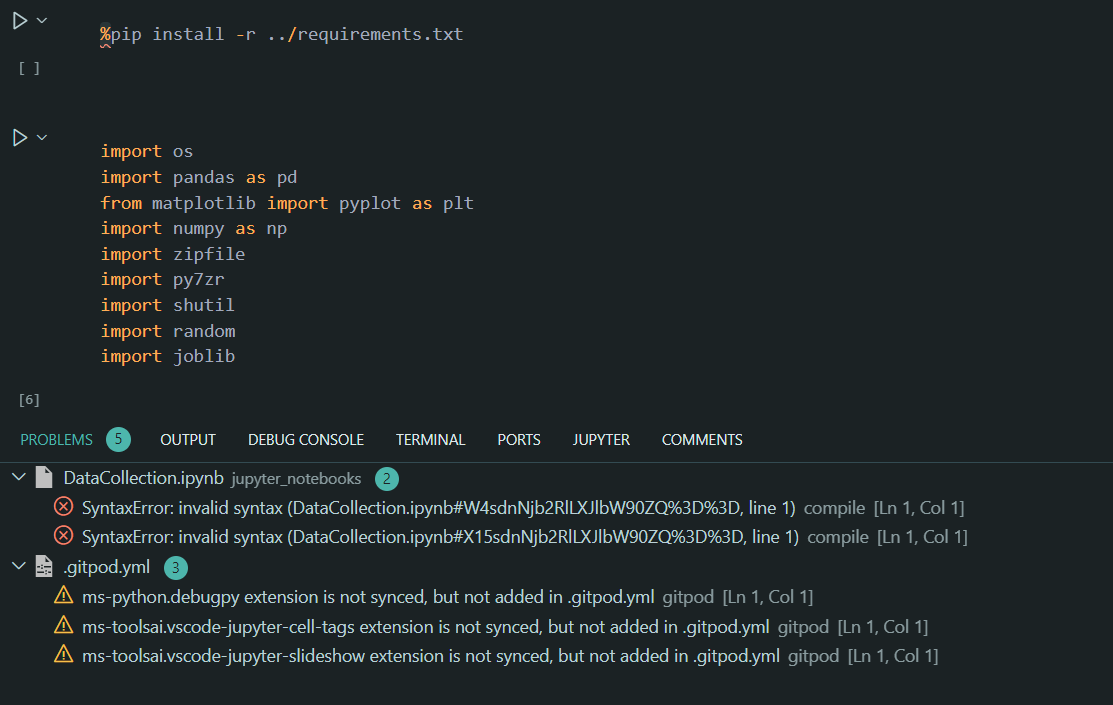 %pip install -r ../requirements.txt
[ ]
import os
import pandas as pd
from matplotlib import pyplot as plt
import numpy as np
import zipfile
import py7zr
import shutil
import random
import joblib
[6]
PROBLEMS 5 OUTPUT DEBUG CONSOLE TERMINAL PORTS JUPYTER COMMENTS
DataCollection.ipynb jupyter_notebooks 2
SyntaxError: invalid syntax (DataCollection.ipynb#W4sdnNjb2RlLXJlbW90ZQ%3D%3D, line 1) compile [Ln 1, Col 1]
SyntaxError: invalid syntax (DataCollection.ipynb#X15sdnNjb2RlLXJlbW90ZQ%3D%3D, line 1) compile [Ln 1, Col 1]
.gitpod.yml 3
ms-python.debugpy extension is not synced, but not added in .gitpod.yml gitpod [Ln 1, Col 1]
ms-toolsai.vscode-jupyter-cell-tags extension is not synced, but not added in .gitpod.yml gitpod [Ln 1, Col 1]
ms-toolsai.vscode-jupyter-slideshow extension is not synced, but not added in .gitpod.yml gitpod [Ln 1, Col 1]